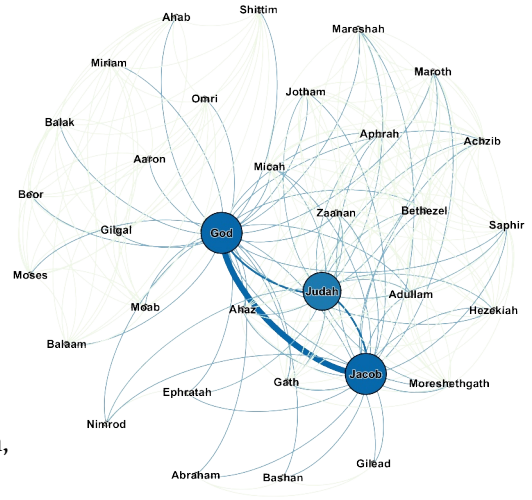 Shittim
Ahab
Mareshah
Miriam
Maroth
Omri
Jotham
Balak
Aphrah
Achzib
Aaron
Micah
Beor
Zaanan
Bethezel
Gilgal
God
Saphir
Moses
Judah
Adullam
Moab
Ahaz
Hezekiah
Balaam
Jacob
Gath
Moreshethgath
Ephratah
Nimrod
Gilead
Abraham
Bashan